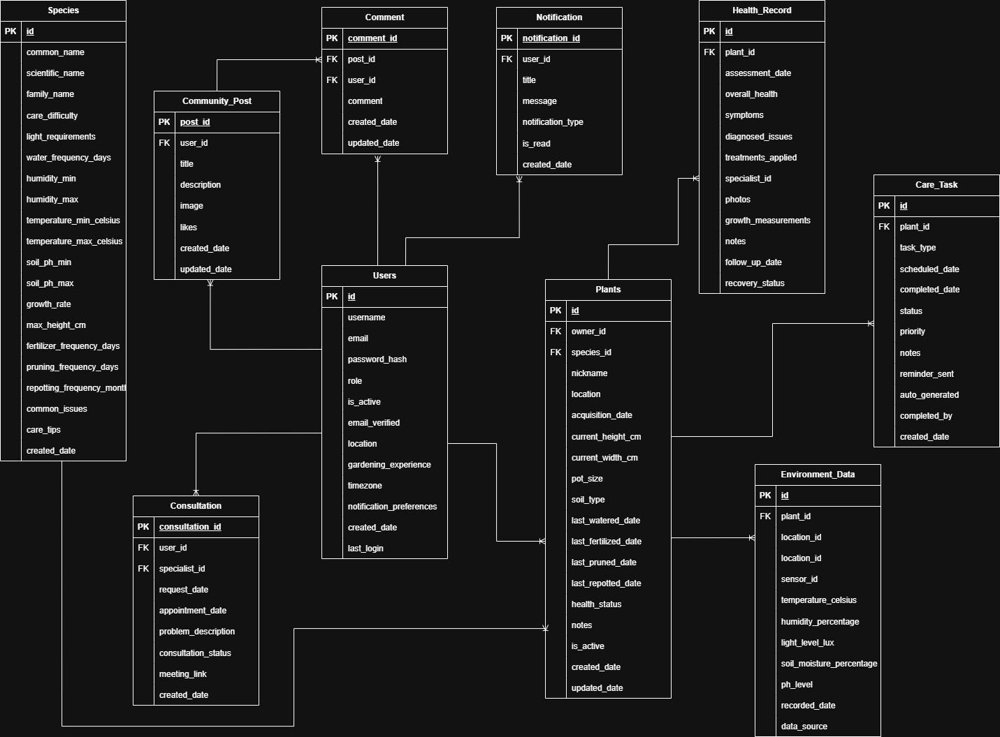 Species
PK id
common_name
scientific_name
family_name
care_difficulty
light_requirements
water_frequency_days
humidity_min
humidity_max
temperature_min_celsius
temperature_max_celsius
soil_ph_min
soil_ph_max
growth_rate
max_height_cm
fertilizer_frequency_days
pruning_frequency_days
repotting_frequency_mont
common_issues
care_tips
created_date
Community_Post
PK post_id
FK user_id
title
description
image
likes
created_date
updated_date
Comment
PK comment_id
FK post_id
FK user_id
comment
created_date
updated_date
Notification
PK notification_id
FK user_id
title
message
notification_type
is_read
created_date
Health_Record
PK id
FK plant_id
assessment_date
overall_health
symptoms
diagnosed_issues
treatments_applied
specialist_id
photos
growth_measurements
notes
follow_up_date
recovery_status
Care_Task
PK id
FK plant_id
task_type
scheduled_date
completed_date
status
priority
notes
reminder_sent
auto_generated
completed_by
created_date
Users
PK id
username
email
password_hash
role
is_active
email_verified
location
gardening_experience
timezone
notification_preferences
created_date
last_login
Plants
PK id
FK owner_id
FK species_id
nickname
location
acquisition_date
current_height_cm
current_width_cm
pot_size
soil_type
last_watered_date
last_fertilized_date
last_pruned_date
last_repotted_date
health_status
notes
is_active
created_date
updated_date
Consultation
PK consultation_id
FK user_id
FK specialist_id
request_date
appointment_date
problem_description
consultation_status
meeting_link
created_date
Environment_Data
PK id
FK plant_id
location_id
location_id
sensor_id
temperature_celsius
humidity_percentage
light_level_lux
soil_moisture_percentage
ph_level
recorded_date
data_source